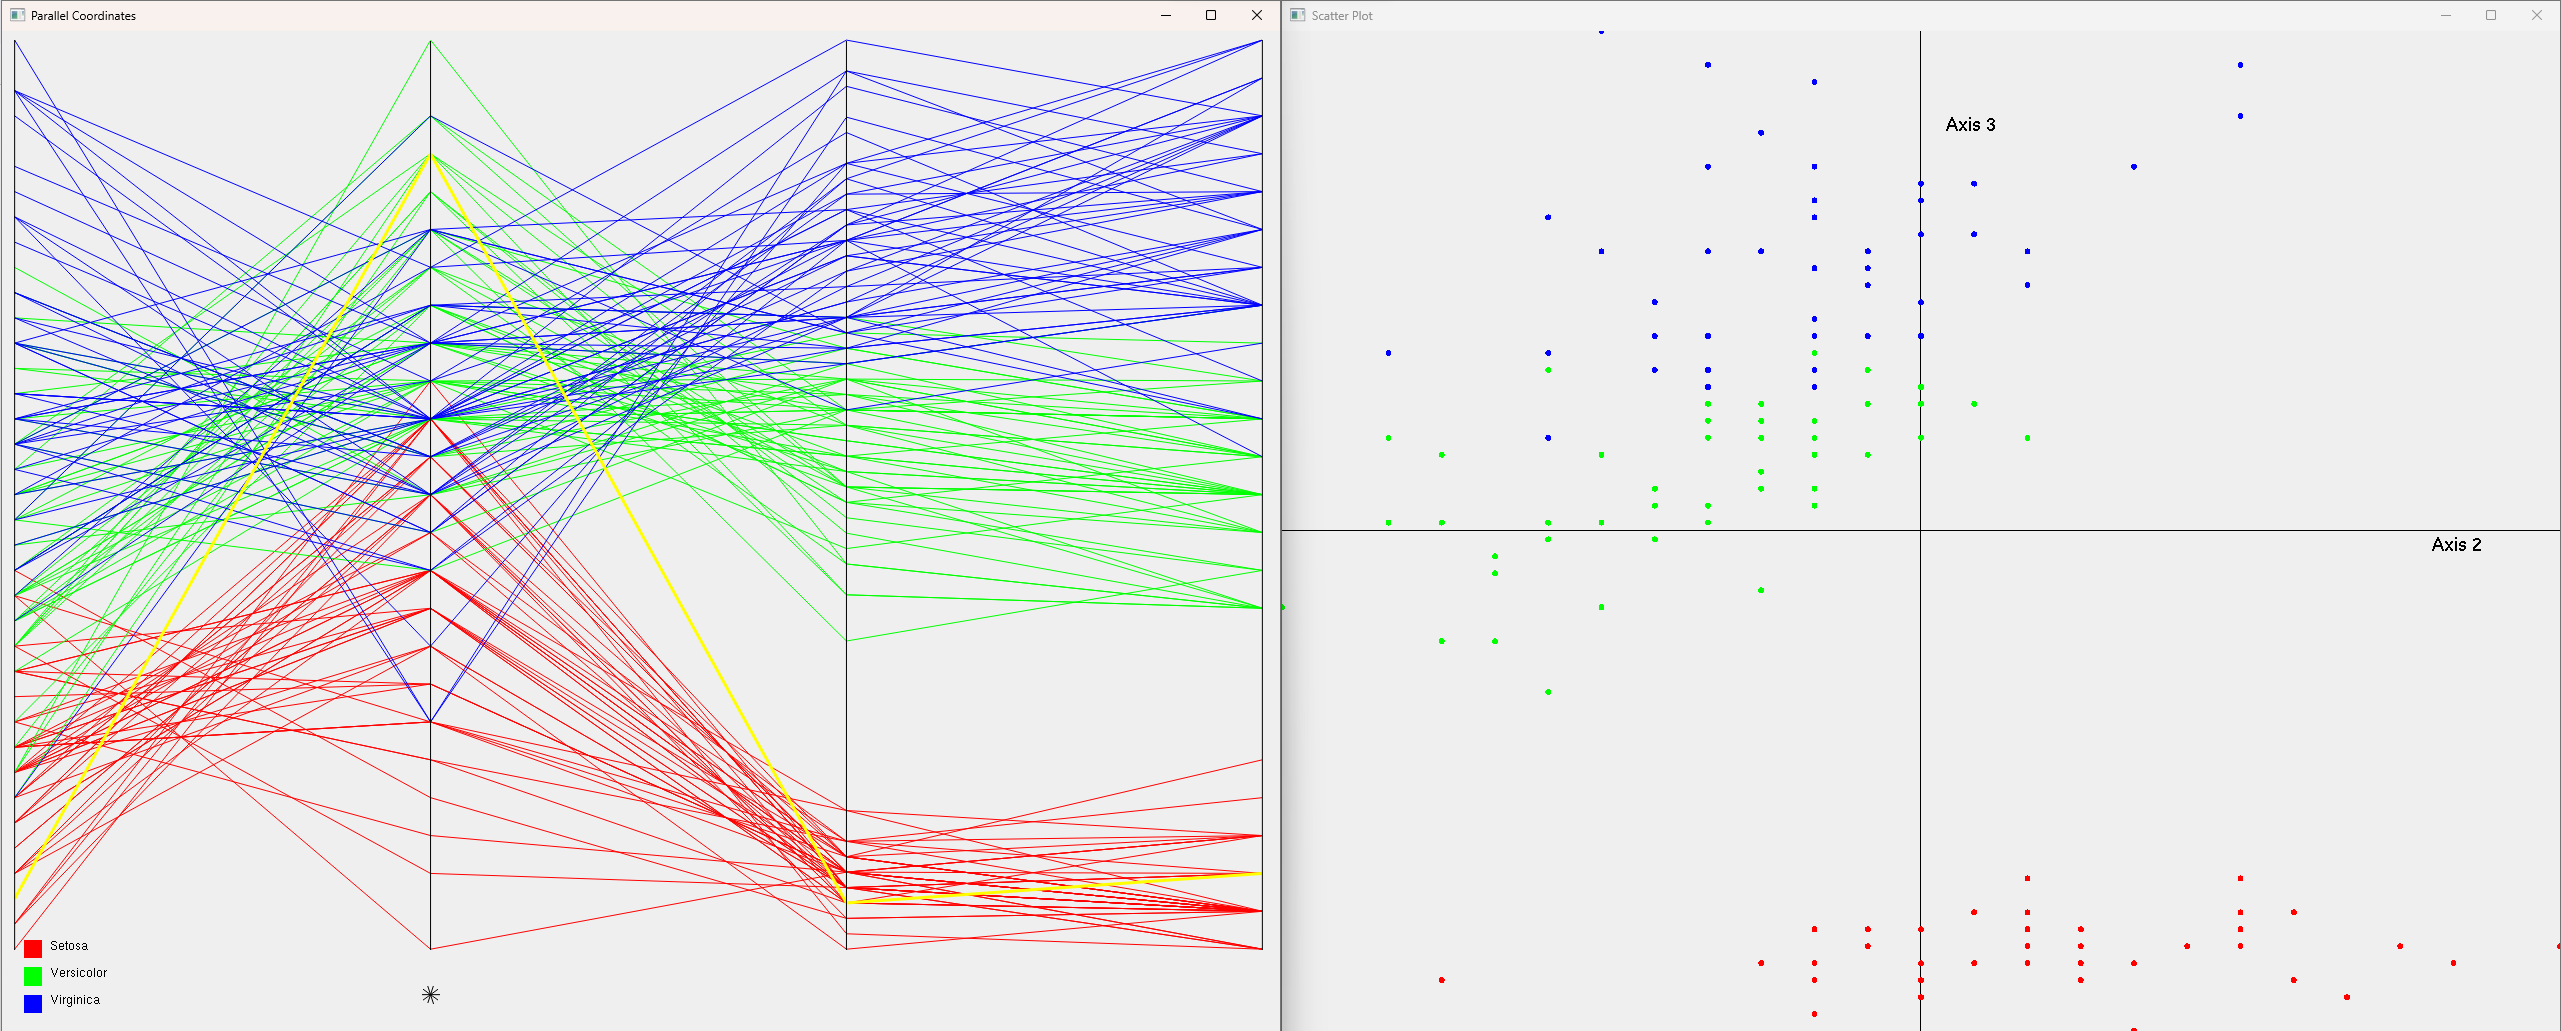 Parallel Coordinates
Scatter Plot
Axis 3
Axis 2
Setosa
Versicolor
Virginica